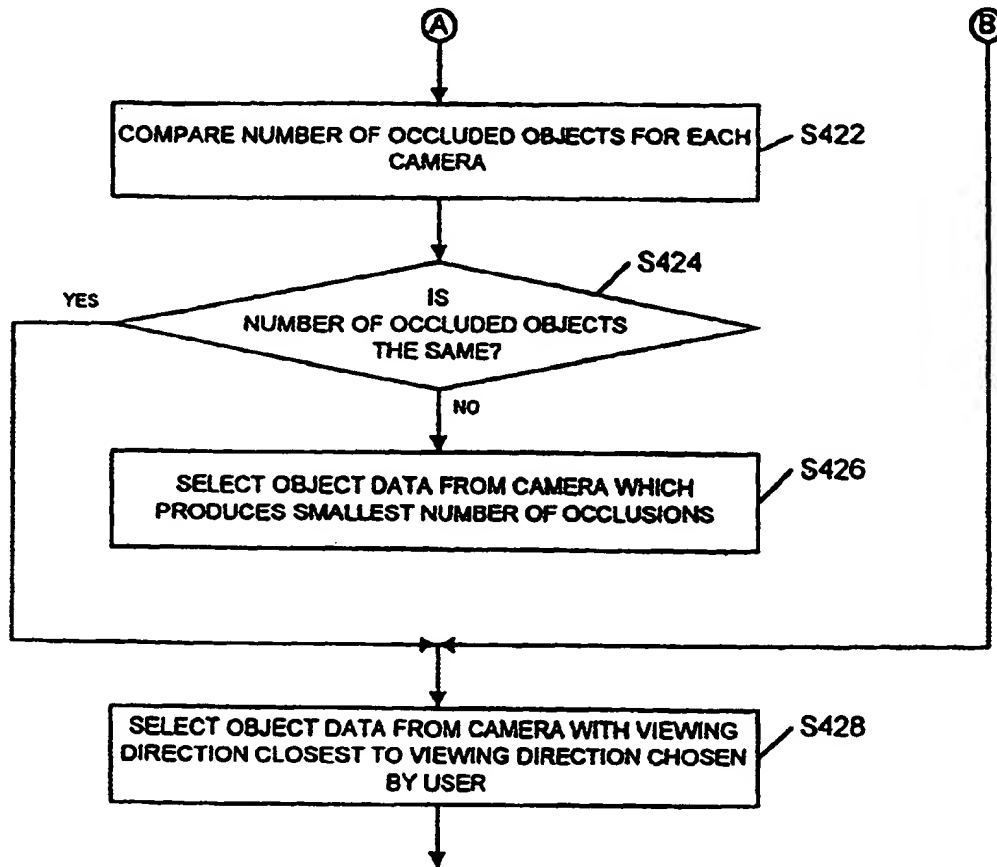 A
B
COMPARE NUMBER OF OCCLUDED OBJECTS FOR EACH
CAMERA
S422
S424
YES
IS
NUMBER OF OCCLUDED OBJECTS
THE SAME?
NO
SELECT OBJECT DATA FROM CAMERA WHICH
PRODUCES SMALLEST NUMBER OF OCCLUSIONS
S426
SELECT OBJECT DATA FROM CAMERA WITH VIEWING
DIRECTION CLOSEST TO VIEWING DIRECTION CHOSEN
BY USER
S428